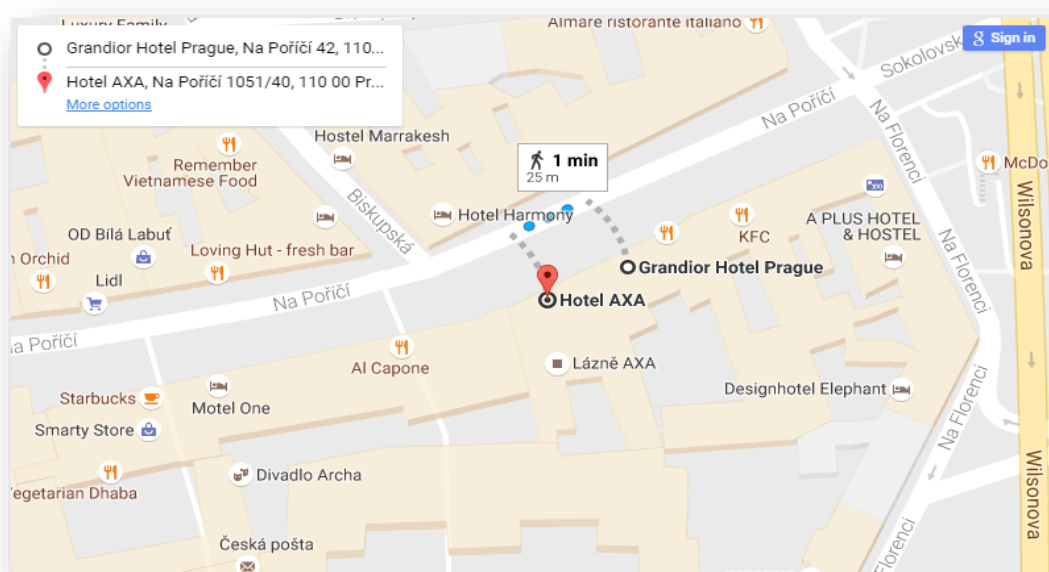 Luxury Family
Almare ristorante italiano
Sign in
Grandior Hotel Prague, Na Poříčí 42, 110...
Hotel AXA, Na Poříčí 1051/40, 110 00 Pr...
More options
Sokolovsk
Na Poříčí
Na Florenci
Hostel Marrakesh
1 min
25 m
Remember
Vietnamese Food
McDo
Wilsonova
Biskupská
Hotel Harmony
KFC
A PLUS HOTEL
& HOSTEL
OD Bílá Labuť
Loving Hut - fresh bar
Orchid
Grandior Hotel Prague
Na Florenci
Lidl
Na Poříčí
Hotel AXA
a Poříčí
Al Capone
Lázně AXA
Designhotel Elephant
Starbucks
Motel One
Smarty Store
Na Florenci
egetarian Dhaba
Divadlo Archa
Wilsonova
Česká pošta
Florenci